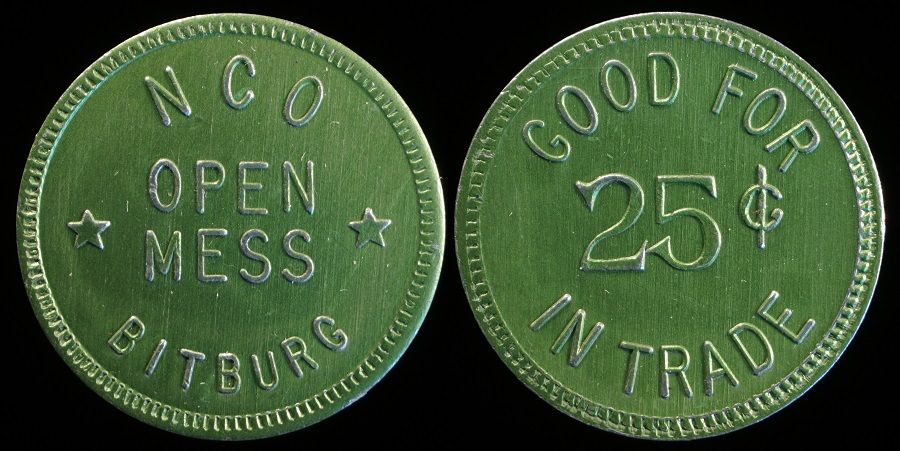 NCO
OPEN
MESS
BITBURG
GOOD FOR
25¢
IN TRADE